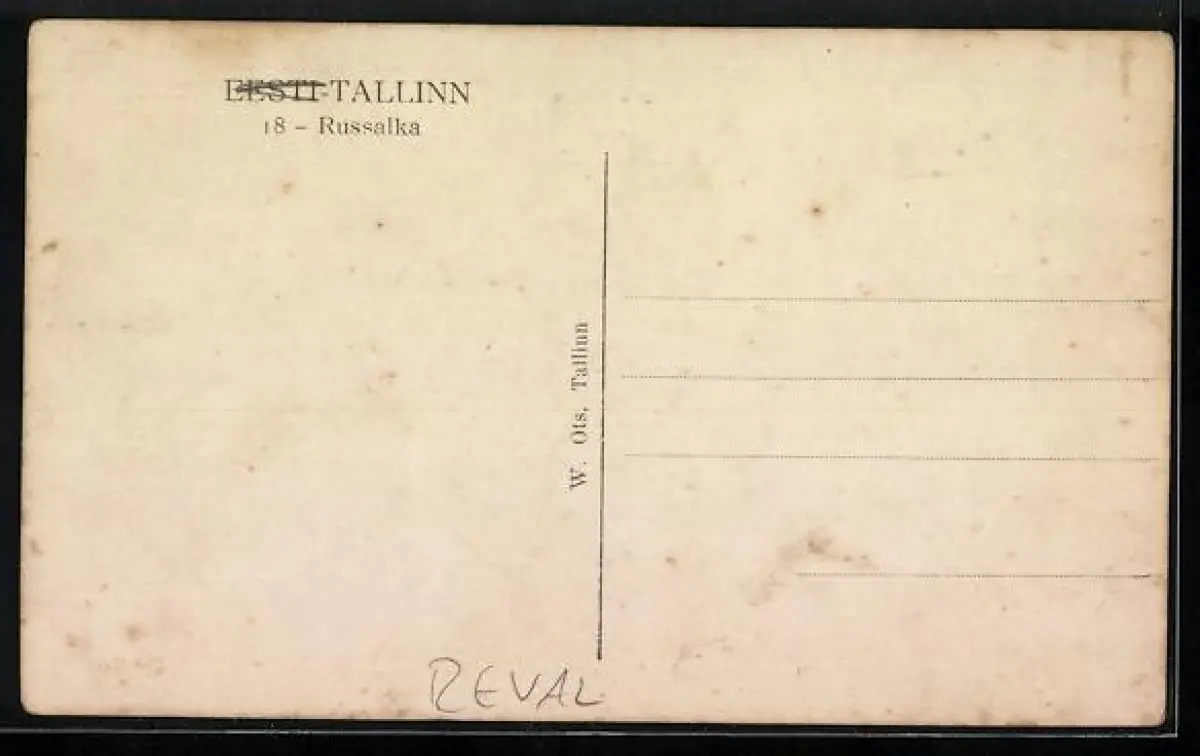 EESTI-TALLINN
18 – Russalka
W. Ots, Tallinn
REVAL